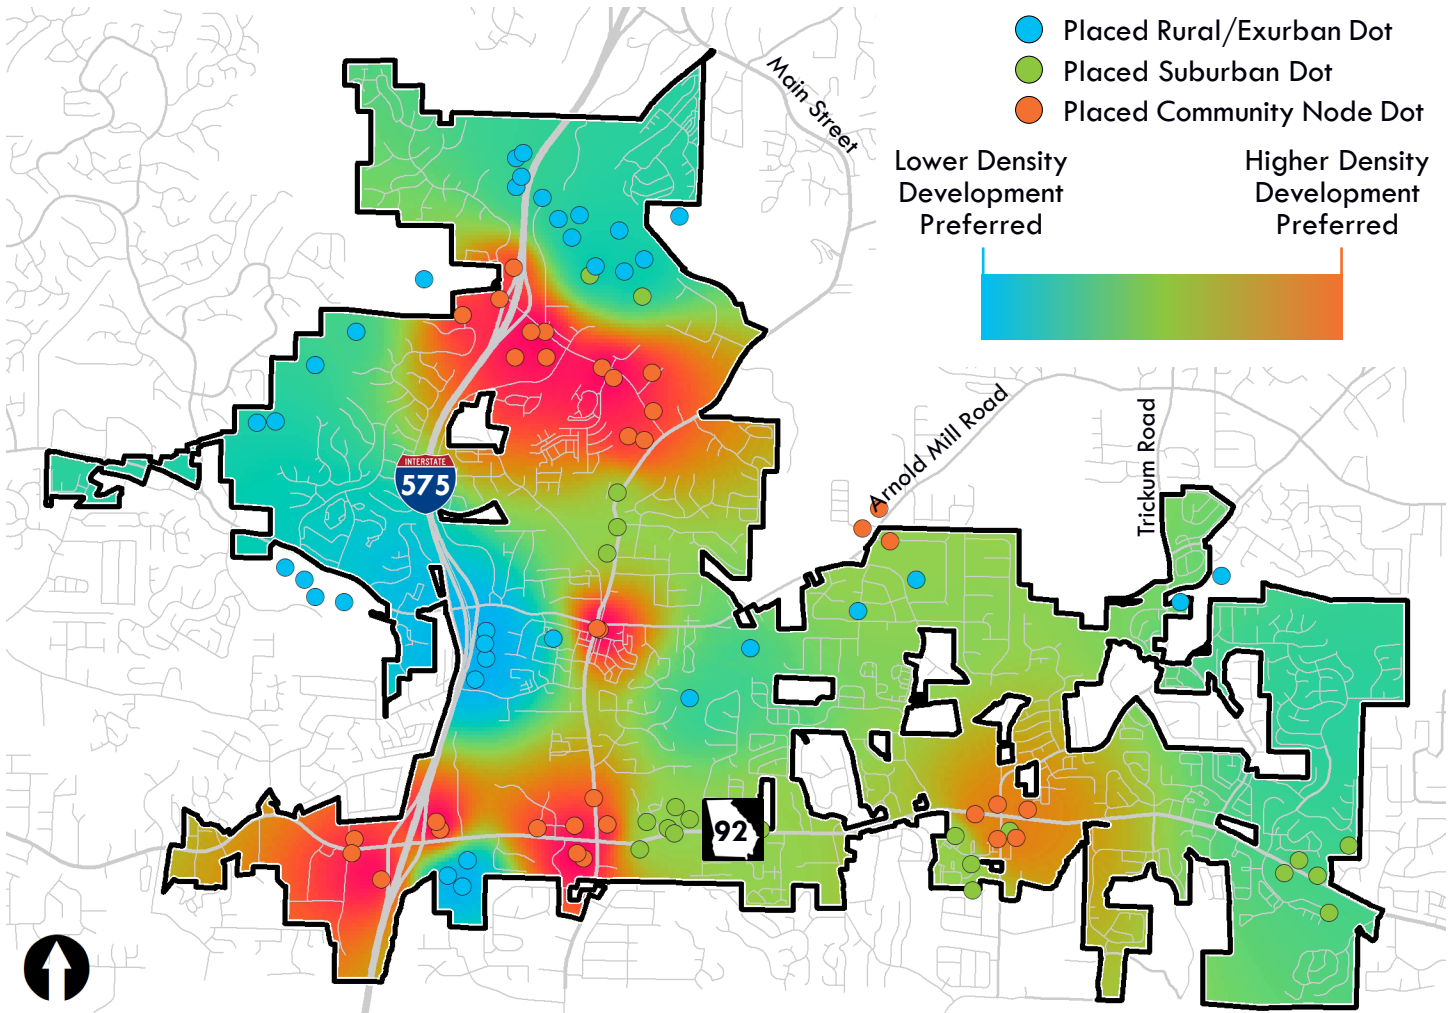 Placed Rural/Exurban Dot
Placed Suburban Dot
Placed Community Node Dot
Lower Density
Development
Preferred
Higher Density
Development
Preferred
Main Street
Arnold Mill Road
Trickum Road
INTERSTATE
575
92